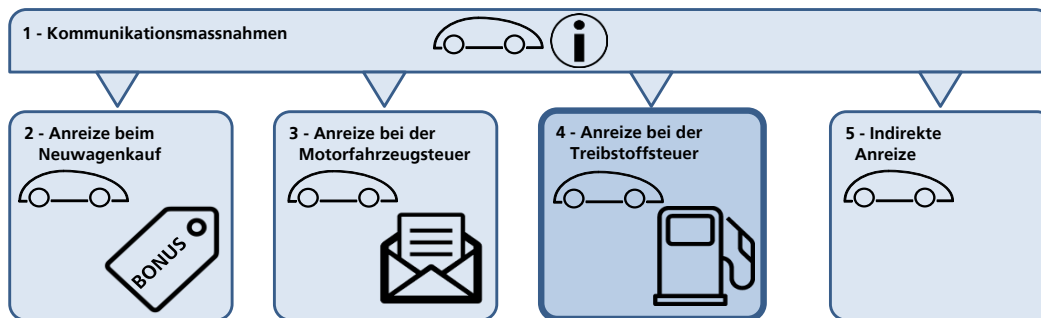 1 - Kommunikationsmassnahmen
2 - Anreize beim
Neuwagenkauf
BONUS
3 - Anreize bei der
Motorfahrzeugsteuer
4 - Anreize bei der
Treibstoffsteuer
5 - Indirekte
Anreize